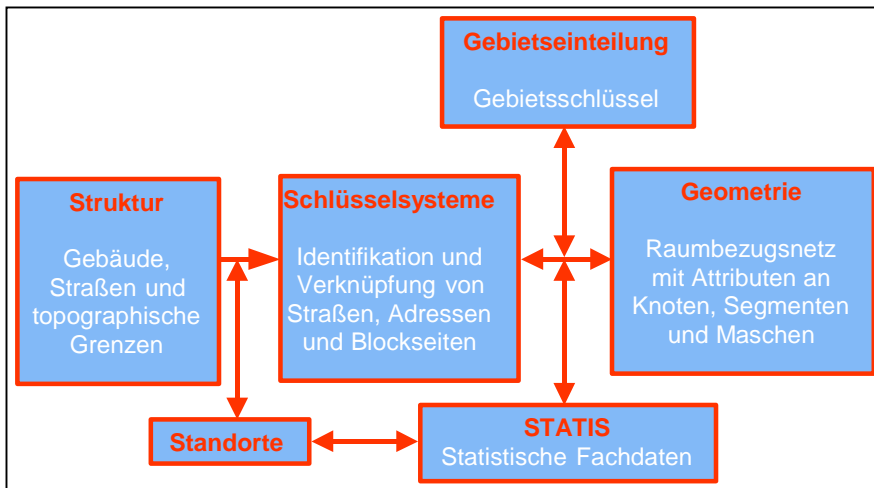 Gebietseinteilung
Gebietsschlüssel
Struktur
Gebäude,
Straßen und
topographische
Grenzen
Schlüsselsysteme
Identifikation und
Verknüpfung von
Straßen, Adressen
und Blockseiten
Geometrie
Raumbezugsnetz
mit Attributen an
Knoten, Segmenten
und Maschen
Standorte
STATIS
Statistische Fachdaten